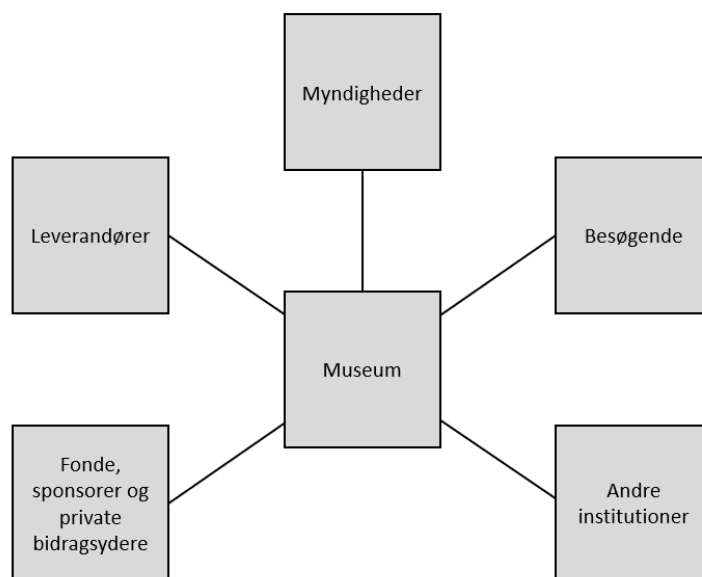 Myndigheder
Leverandører
Besøgende
Museum
Fonde,
sponsorer og
private
bidragsydere
Andre
institutioner